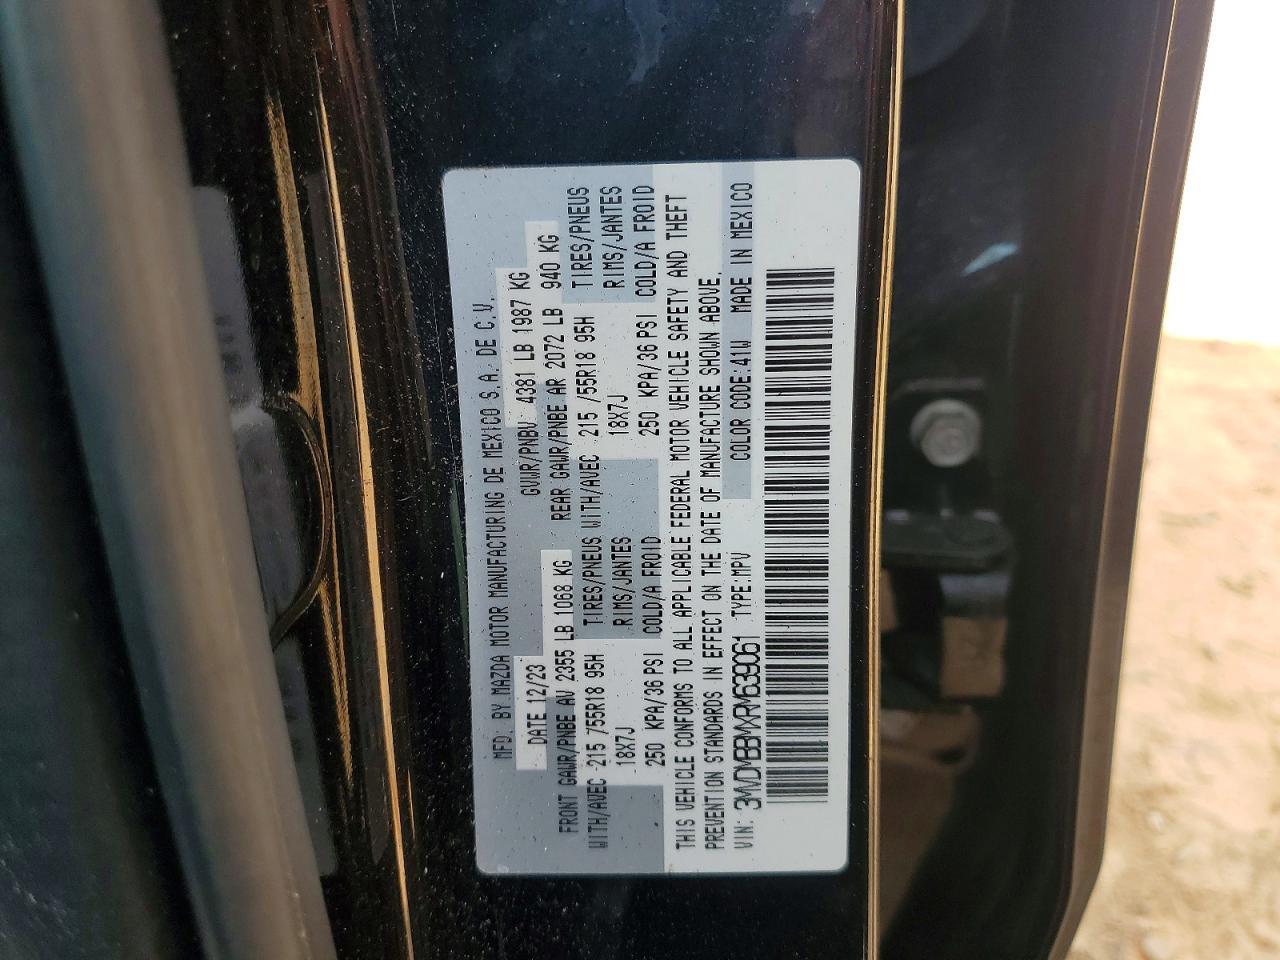 MFD. BY MAZDA MOTOR MANUFACTURING DE MEXICO S.A. DE C.V.
DATE 12/23 GVWR/PNBV: 4381 LB 1987 KG
FRONT GAWR/PNBE AV 2355 LB 1068 KG REAR GAWR/PNBE AR 2072 LB 940 KG
WITH/AVEC 215 /55R18 95H TIRES/PNEUS WITH/AVEC 215 /55R18 95H TIRES/PNEUS
18X7J RIMS/JANTES 18X7J RIMS/JANTES
250 KPA/36 PSI COLD/A FROID 250 KPA/36 PSI COLD/A FROID
THIS VEHICLE CONFORMS TO ALL APPLICABLE FEDERAL MOTOR VEHICLE SAFETY AND THEFT
PREVENTION STANDARDS IN EFFECT ON THE DATE OF MANUFACTURE SHOWN ABOVE.
VIN: 3MVDMBBMXRM639061 TYPE:MPV COLOR CODE:41W MADE IN MEXICO